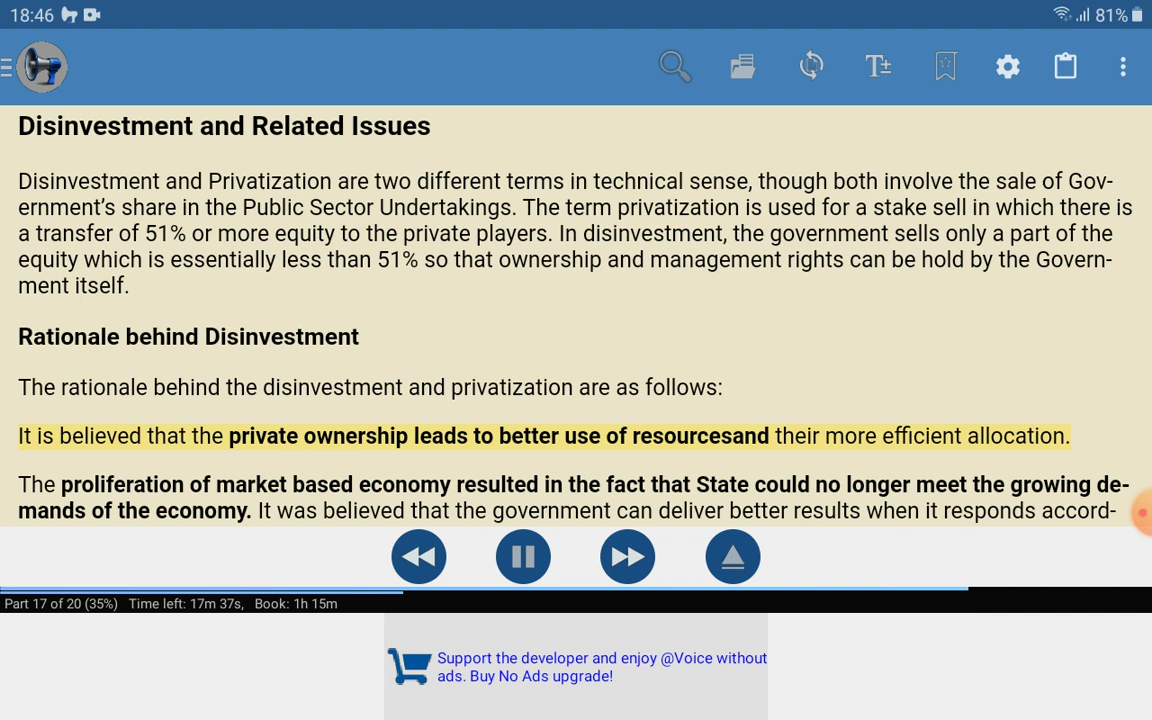 18:46
81%
T±
Disinvestment and Related Issues
Disinvestment and Privatization are two different terms in technical sense, though both involve the sale of Gov-
ernment's share in the Public Sector Undertakings. The term privatization is used for a stake sell in which there is
a transfer of 51% or more equity to the private players. In disinvestment, the government sells only a part of the
equity which is essentially less than 51% so that ownership and management rights can be hold by the Govern-
ment itself.
Rationale behind Disinvestment
The rationale behind the disinvestment and privatization are as follows:
It is believed that the private ownership leads to better use of resourcesand their more efficient allocation.
The proliferation of market based economy resulted in the fact that State could no longer meet the growing de-
mands of the economy. It was believed that the government can deliver better results when it responds accord-
Part 17 of 20 (35%) Time left: 17m 37s, Book: 1h 15m
Support the developer and enjoy @Voice without
ads. Buy No Ads upgrade!